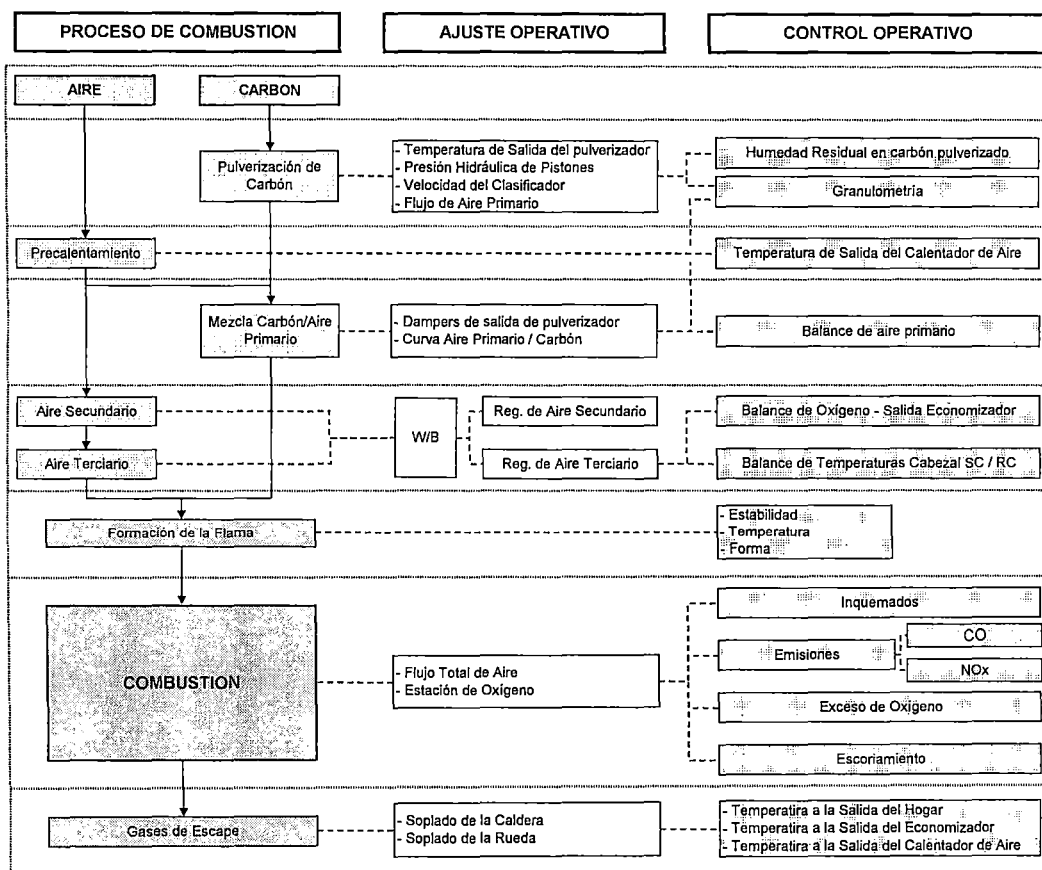 PROCESO DE COMBUSTION
AJUSTE OPERATIVO
CONTROL OPERATIVO
AIRE
CARBON
Pulverización de
Carbón
- Temperatura de Salida del pulverizador
- Presión Hidráulica de Pistones
- Velocidad del Clasificador
- Flujo de Aire Primario
Humedad Residual en carbón pulverizado
Granulometría
Precalentamiento
Temperatura de Salida del Calentador de Aire
Mezcla Carbón/Aire
Primario
- Dampers de salida de pulverizador
- Curva Aire Primario / Carbón
Balance de aire primario
Aire Secundario
Aire Terciario
W/B
Reg. de Aire Secundario
Reg. de Aire Terciario
Balance de Oxígeno - Salida Economizador
Balance de Temperaturas Cabezal SC / RC
Formación de la Flama
- Estabilidad
- Temperatura
- Forma
COMBUSTION
- Flujo Total de Aire
- Estación de Oxígeno
Inquemados
Emisiones
CO
NOx
Exceso de Oxígeno
Escoriamiento
Gases de Escape
- Soplado de la Caldera
- Soplado de la Rueda
- Temperatira a la Salida del Hogar
- Temperatira a la Salida del Economizador
- Temperatira a la Salida del Calentador de Aire